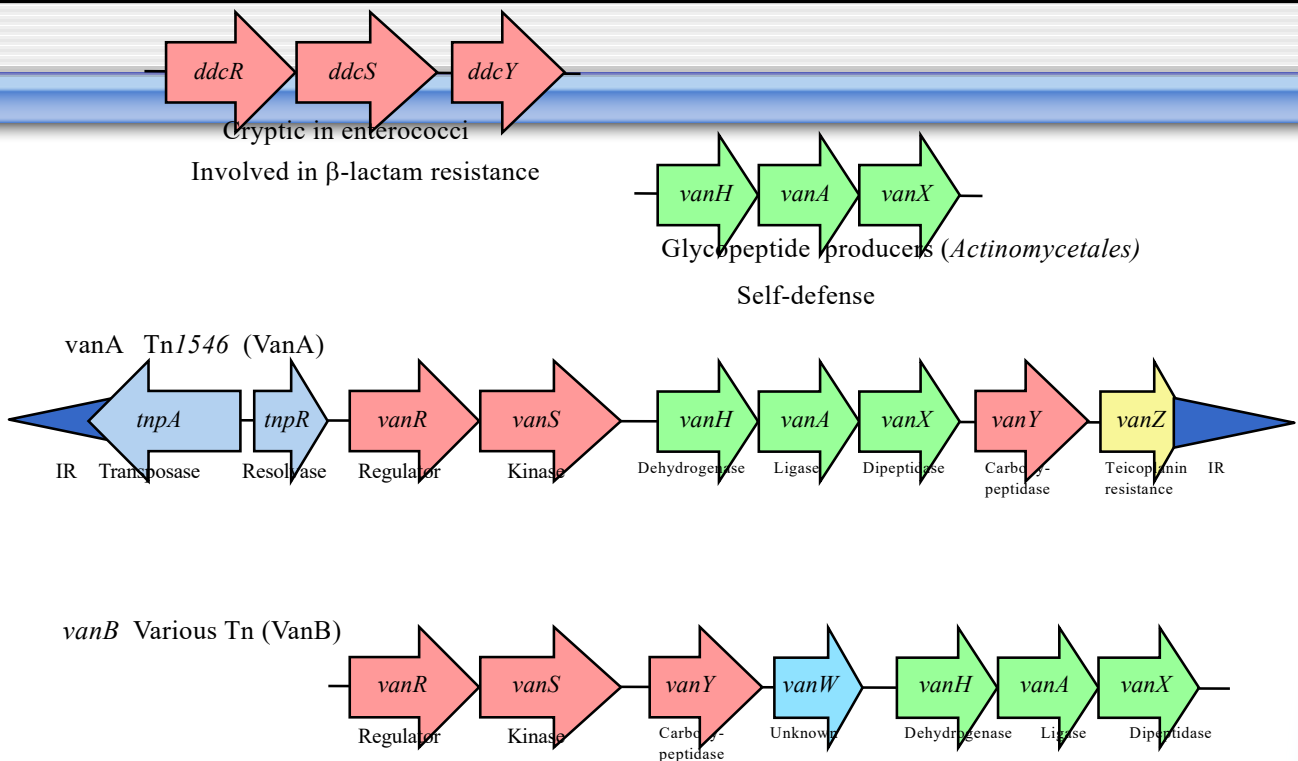 ddcR ddcS ddcY
Cryptic in enterococci
Involved in β-lactam resistance
vanH vanA vanX
Glycopeptide producers (Actinomycetales)
Self-defense
vanA Tn1546 (VanA)
tnpA tnpR vanR vanS vanH vanA vanX vanY vanZ
IR Transposase Resolvase Regulator Kinase Dehydrogenase Ligase Dipeptidase Carboxy- Teicoplanin IR
peptidase resistance
vanB Various Tn (VanB)
vanR vanS vanY vanW vanH vanA vanX
Regulator Kinase Carboxy- Unknown Dehydrogenase Ligase Dipeptidase
peptidase